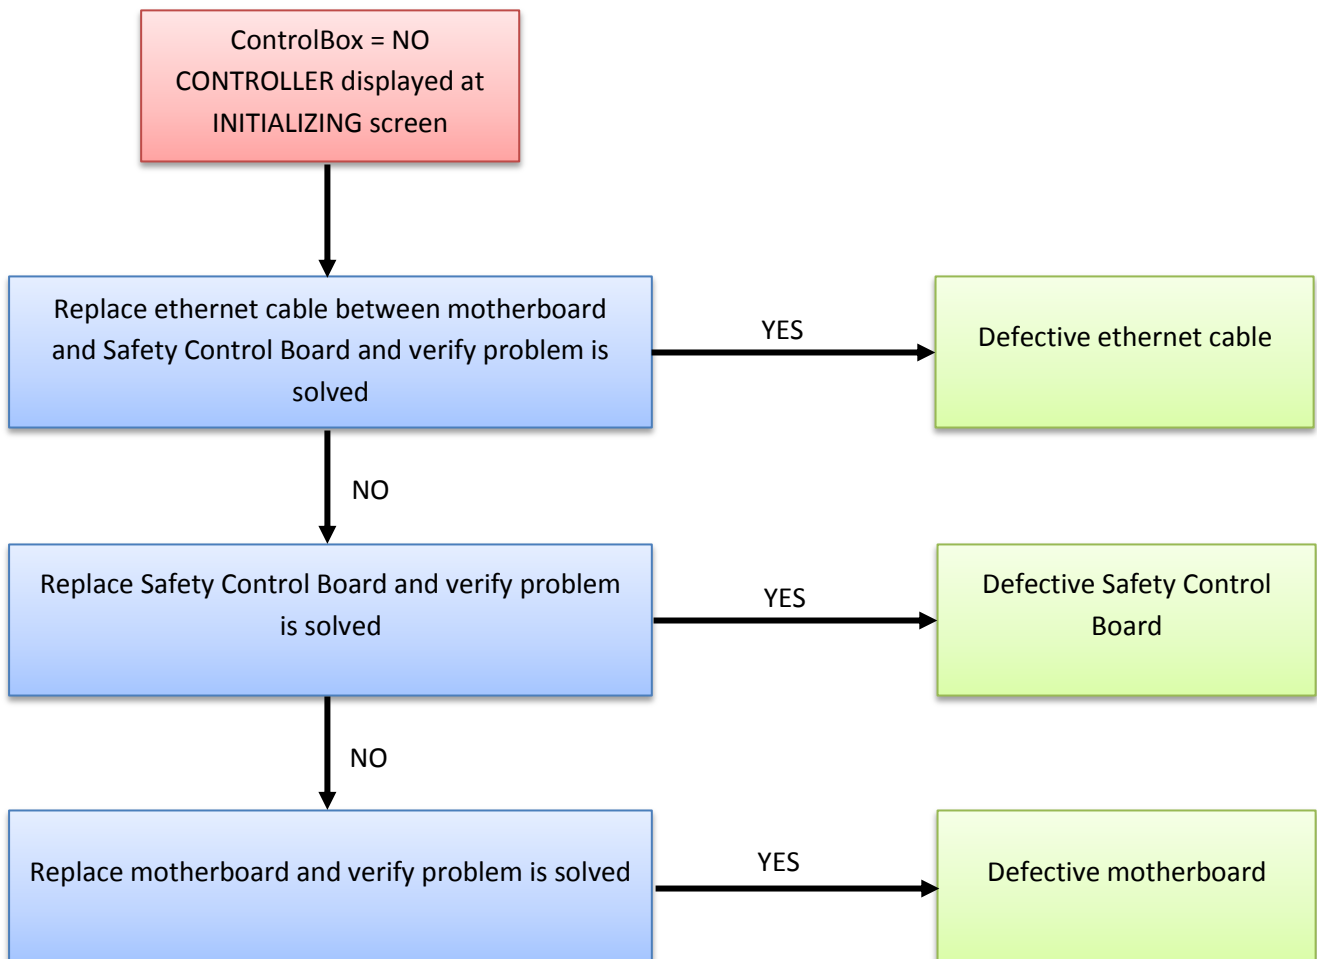 ControlBox = NO
CONTROLLER displayed at
INITIALIZING screen
Replace ethernet cable between motherboard
and Safety Control Board and verify problem is
solved
YES
Defective ethernet cable
NO
Replace Safety Control Board and verify problem
is solved
YES
Defective Safety Control
Board
NO
Replace motherboard and verify problem is solved
YES
Defective motherboard